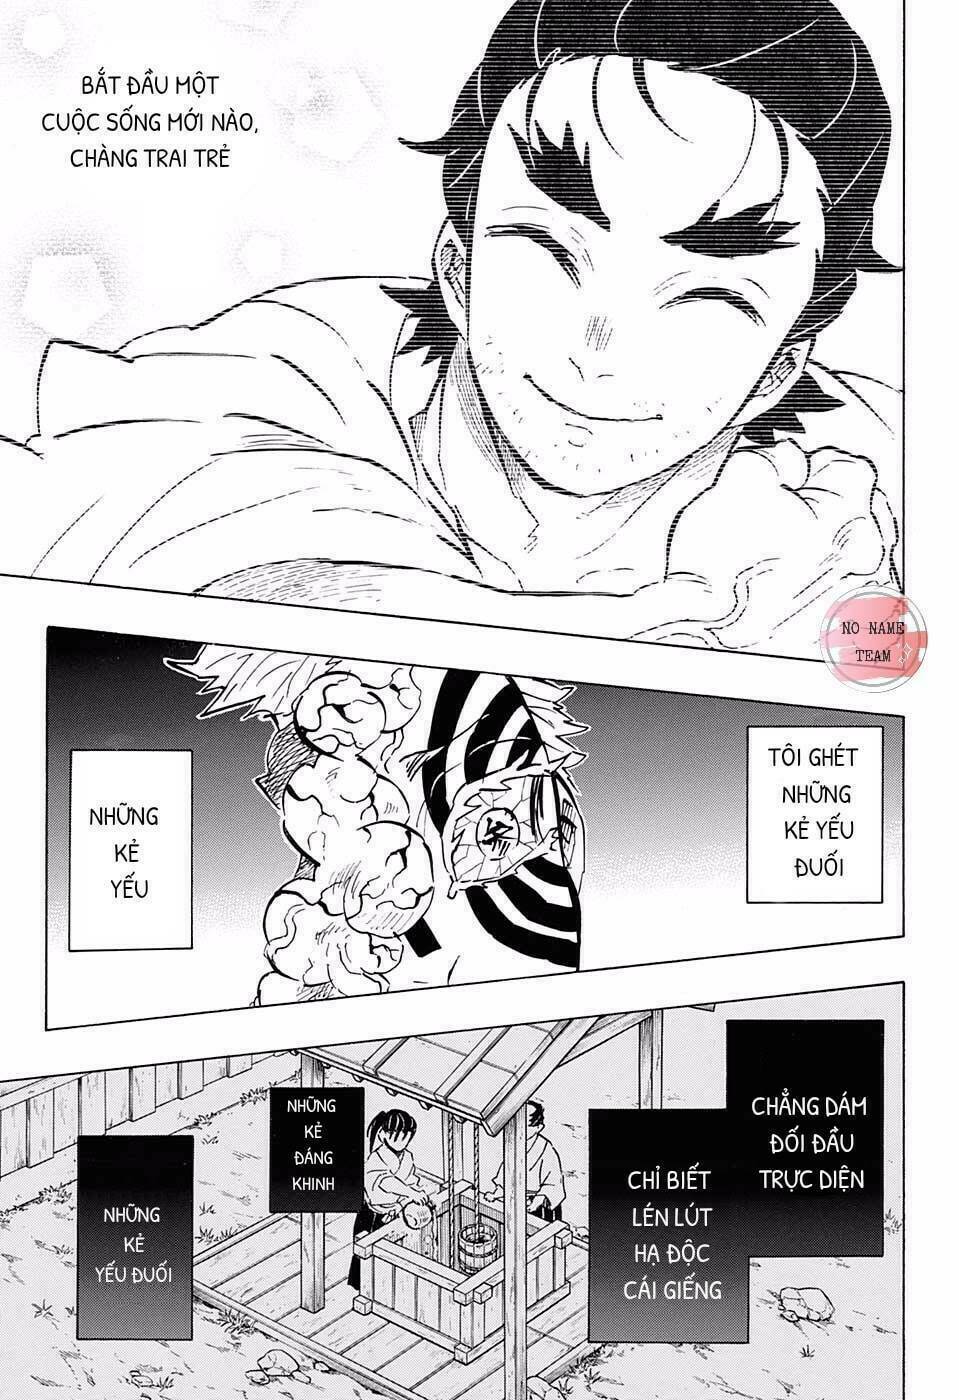 BẮT ĐẦU MỘT
CUỘC SỐNG MỚI NÀO,
CHÀNG TRAI TRẺ
NO NAME
TEAM
TÔI GHÉT
NHỮNG
KẺ YẾU
ĐUỐI
NHỮNG
KẺ
YẾU
CHẲNG DÁM
ĐỐI ĐẦU
TRỰC DIỆN
CHỈ BIẾT
LÉN LÚT
HẠ ĐỘC
CÁI GIẾNG
NHỮNG
KẺ
ĐÁNG
KHINH
NHỮNG
KẺ
YẾU ĐUỐI